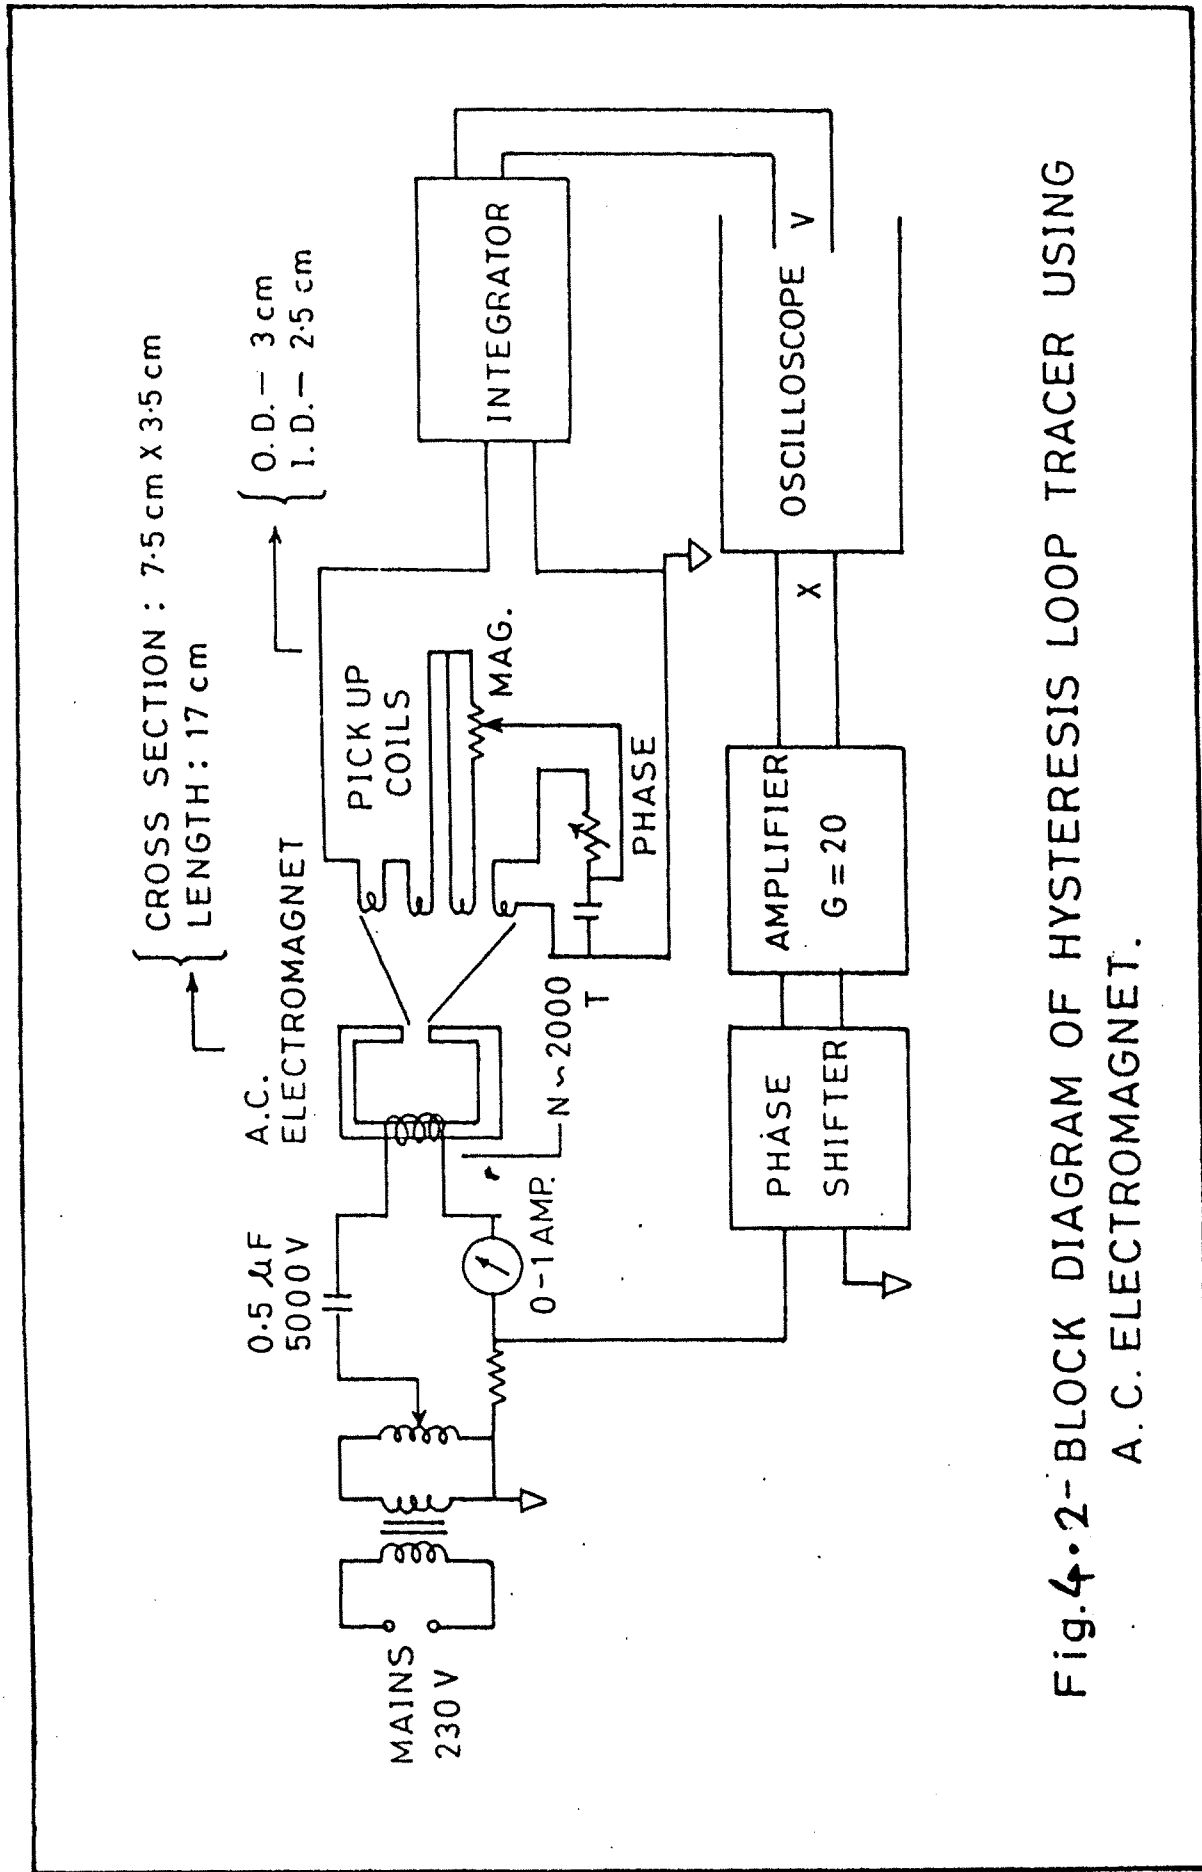 CROSS SECTION : 7.5 cm X 3.5 cm
LENGTH : 17 cm
O.D. – 3 cm
I.D. – 2.5 cm
A.C.
ELECTROMAGNET
0.5 µF
5000 V
PICK UP
COILS
MAG.
INTEGRATOR
MAINS
230 V
0–1 AMP.
N ~ 2000
T
PHASE
PHASE
SHIFTER
AMPLIFIER
G = 20
X
OSCILLOSCOPE
V
Fig. 4.2- BLOCK DIAGRAM OF HYSTERESIS LOOP TRACER USING
A.C. ELECTROMAGNET.